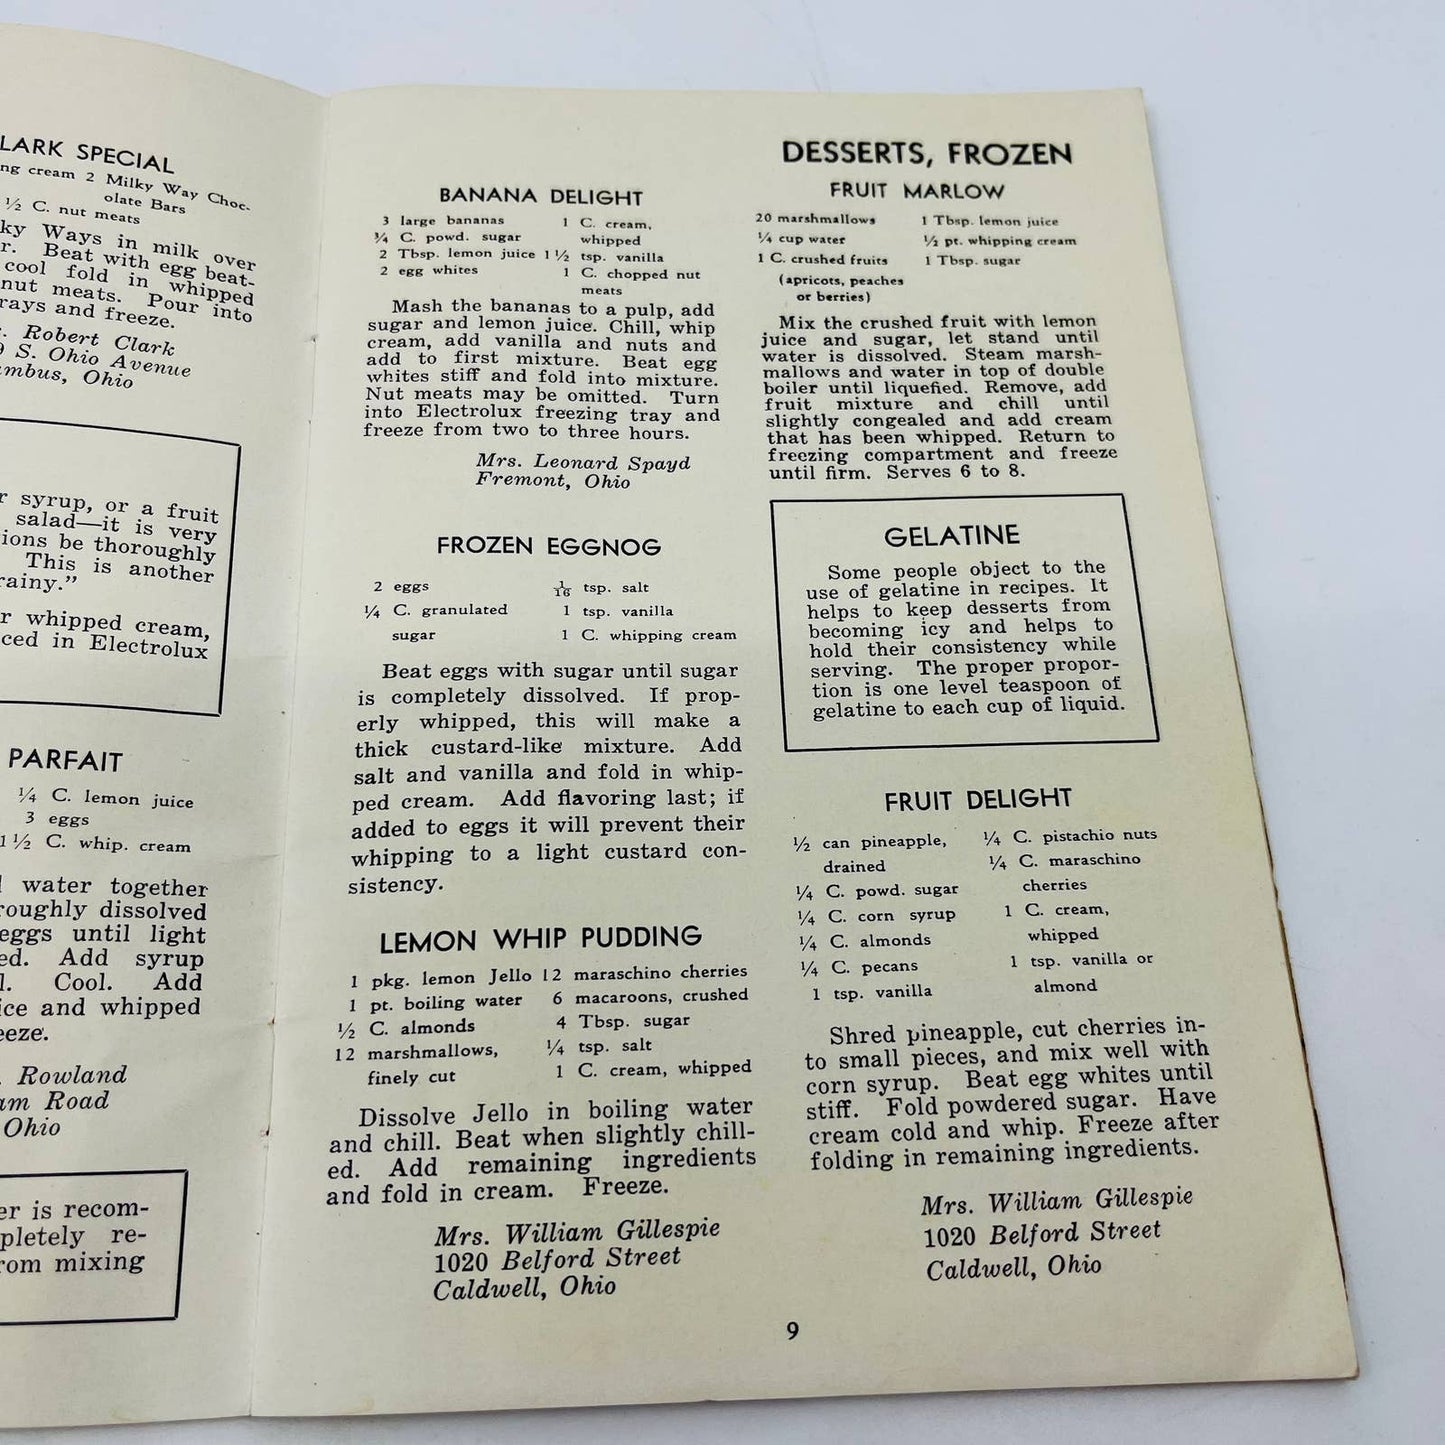 LARK SPECIAL
ng cream 2 Milky Way Choc-
olate Bars
½ C. nut meats
ky Ways in milk over
r. Beat with egg beat-
cool fold in whipped
nut meats. Pour into
rays and freeze.
. Robert Clark
9 S. Ohio Avenue
mbus, Ohio
r syrup, or a fruit
salad—it is very
ions be thoroughly
This is another
rainy."
r whipped cream,
ced in Electrolux
PARFAIT
¼ C. lemon juice
3 eggs
1½ C. whip. cream
water together
roughly dissolved
eggs until light
ed. Add syrup
l. Cool. Add
ice and whipped
eeze.
. Rowland
am Road
Ohio
er is recom-
pletely re-
rom mixing
BANANA DELIGHT
3 large bananas
¾ C. powd. sugar
2 Tbsp. lemon juice
2 egg whites
1 C. cream,
whipped
1½ tsp. vanilla
1 C. chopped nut
meats
Mash the bananas to a pulp, add
sugar and lemon juice. Chill, whip
cream, add vanilla and nuts and
add to first mixture. Beat egg
whites stiff and fold into mixture.
Nut meats may be omitted. Turn
into Electrolux freezing tray and
freeze from two to three hours.
Mrs. Leonard Spayd
Fremont, Ohio
FROZEN EGGNOG
2 eggs
¼ C. granulated
sugar
1/16 tsp. salt
1 tsp. vanilla
1 C. whipping cream
Beat eggs with sugar until sugar
is completely dissolved. If prop-
erly whipped, this will make a
thick custard-like mixture. Add
salt and vanilla and fold in whip-
ped cream. Add flavoring last; if
added to eggs it will prevent their
whipping to a light custard con-
sistency.
LEMON WHIP PUDDING
1 pkg. lemon Jello
1 pt. boiling water
½ C. almonds
12 marshmallows,
finely cut
12 maraschino cherries
6 macaroons, crushed
4 Tbsp. sugar
¼ tsp. salt
1 C. cream, whipped
Dissolve Jello in boiling water
and chill. Beat when slightly chill-
ed. Add remaining ingredients
and fold in cream. Freeze.
Mrs. William Gillespie
1020 Belford Street
Caldwell, Ohio
DESSERTS, FROZEN
FRUIT MARLOW
20 marshmallows
¼ cup water
1 C. crushed fruits
(apricots, peaches
or berries)
1 Tbsp. lemon juice
½ pt. whipping cream
1 Tbsp. sugar
Mix the crushed fruit with lemon
juice and sugar, let stand until
water is dissolved. Steam marsh-
mallows and water in top of double
boiler until liquefied. Remove, add
fruit mixture and chill until
slightly congealed and add cream
that has been whipped. Return to
freezing compartment and freeze
until firm. Serves 6 to 8.
GELATINE
Some people object to the
use of gelatine in recipes. It
helps to keep desserts from
becoming icy and helps to
hold their consistency while
serving. The proper propor-
tion is one level teaspoon of
gelatine to each cup of liquid.
FRUIT DELIGHT
½ can pineapple,
drained
¼ C. powd. sugar
¼ C. corn syrup
¼ C. almonds
¼ C. pecans
1 tsp. vanilla
¼ C. pistachio nuts
¼ C. maraschino
cherries
1 C. cream,
whipped
1 tsp. vanilla or
almond
Shred pineapple, cut cherries in-
to small pieces, and mix well with
corn syrup. Beat egg whites until
stiff. Fold powdered sugar. Have
cream cold and whip. Freeze after
folding in remaining ingredients.
Mrs. William Gillespie
1020 Belford Street
Caldwell, Ohio
9